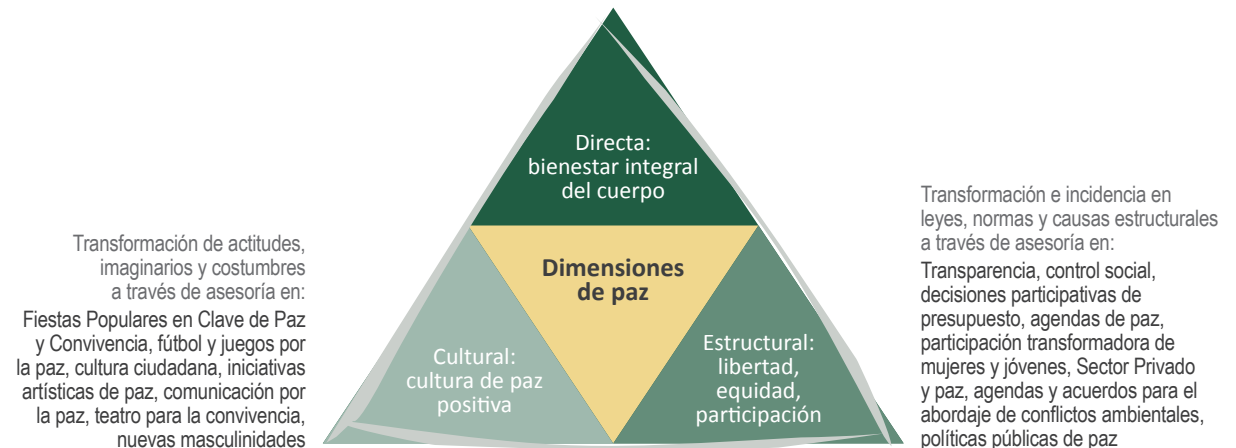 Directa:
bienestar integral
del cuerpo
Dimensiones
de paz
Cultural:
cultura de paz
positiva
Estructural:
libertad,
equidad,
participación
Transformación de actitudes,
imaginarios y costumbres
a través de asesoría en:
Fiestas Populares en Clave de Paz
y Convivencia, fútbol y juegos por
la paz, cultura ciudadana, iniciativas
artísticas de paz, comunicación por
la paz, teatro para la convivencia,
nuevas masculinidades
Transformación e incidencia en
leyes, normas y causas estructurales
a través de asesoría en:
Transparencia, control social,
decisiones participativas de
presupuesto, agendas de paz,
participación transformadora de
mujeres y jóvenes, Sector Privado
y paz, agendas y acuerdos para el
abordaje de conflictos ambientales,
políticas públicas de paz